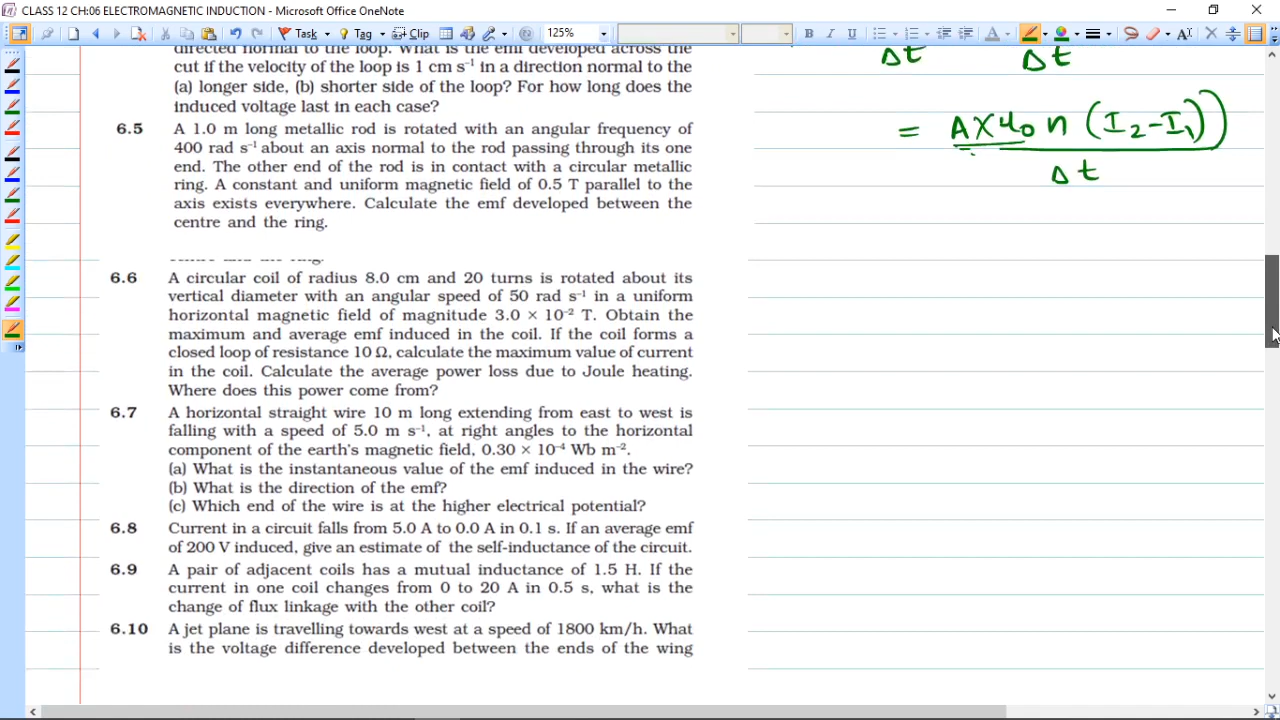 CLASS 12 CH:06 ELECTROMAGNETIC INDUCTION - Microsoft Office OneNote
Task Tag Clip 125% B I U
directed normal to the loop. What is the emf developed across the
cut if the velocity of the loop is 1 cm s⁻¹ in a direction normal to the
(a) longer side, (b) shorter side of the loop? For how long does the
induced voltage last in each case?
6.5 A 1.0 m long metallic rod is rotated with an angular frequency of
400 rad s⁻¹ about an axis normal to the rod passing through its one
end. The other end of the rod is in contact with a circular metallic
ring. A constant and uniform magnetic field of 0.5 T parallel to the
axis exists everywhere. Calculate the emf developed between the
centre and the ring.
6.6 A circular coil of radius 8.0 cm and 20 turns is rotated about its
vertical diameter with an angular speed of 50 rad s⁻¹ in a uniform
horizontal magnetic field of magnitude 3.0 × 10⁻² T. Obtain the
maximum and average emf induced in the coil. If the coil forms a
closed loop of resistance 10 Ω, calculate the maximum value of current
in the coil. Calculate the average power loss due to Joule heating.
Where does this power come from?
6.7 A horizontal straight wire 10 m long extending from east to west is
falling with a speed of 5.0 m s⁻¹, at right angles to the horizontal
component of the earth's magnetic field, 0.30 × 10⁻⁴ Wb m⁻².
(a) What is the instantaneous value of the emf induced in the wire?
(b) What is the direction of the emf?
(c) Which end of the wire is at the higher electrical potential?
6.8 Current in a circuit falls from 5.0 A to 0.0 A in 0.1 s. If an average emf
of 200 V induced, give an estimate of the self-inductance of the circuit.
6.9 A pair of adjacent coils has a mutual inductance of 1.5 H. If the
current in one coil changes from 0 to 20 A in 0.5 s, what is the
change of flux linkage with the other coil?
6.10 A jet plane is travelling towards west at a speed of 1800 km/h. What
is the voltage difference developed between the ends of the wing
Δt Δt
= A × μ₀ n (I₂ - I₁))
Δt